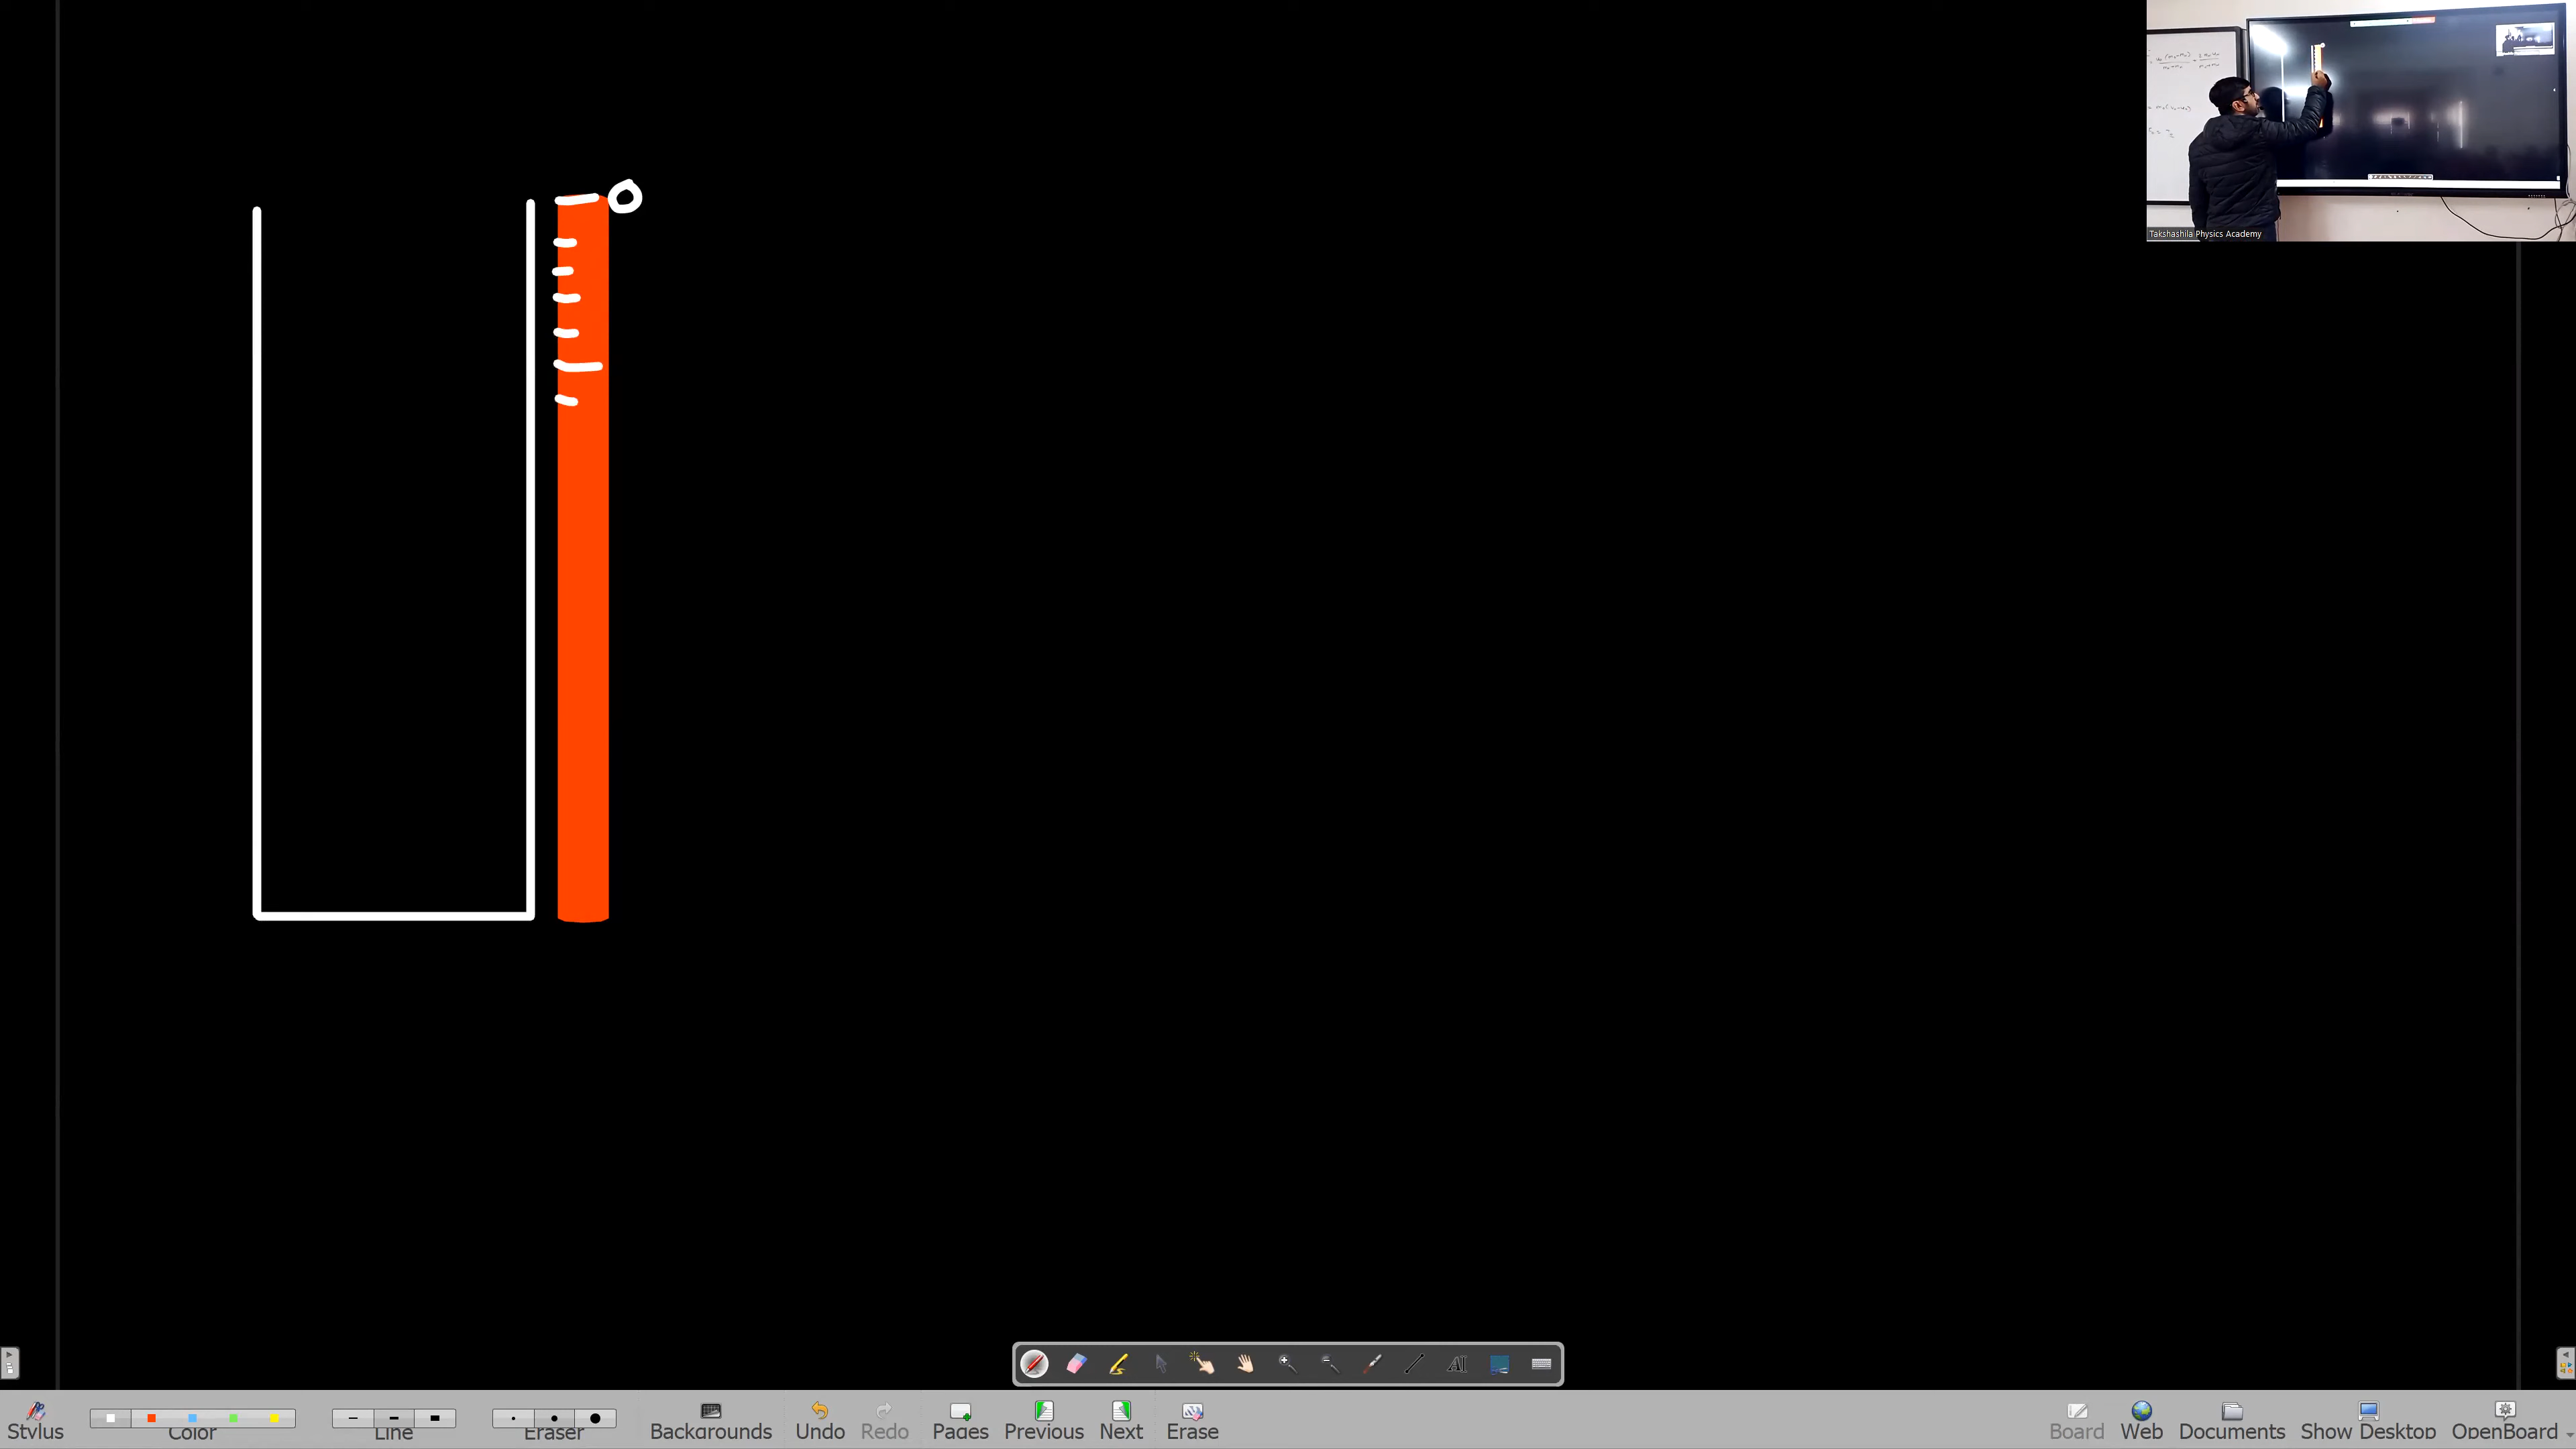 0
Takshashila Physics Academy
Stylus
Color
Line
Eraser
Backgrounds
Undo
Redo
Pages
Previous
Next
Erase
Board
Web
Documents
Show Desktop
OpenBoard